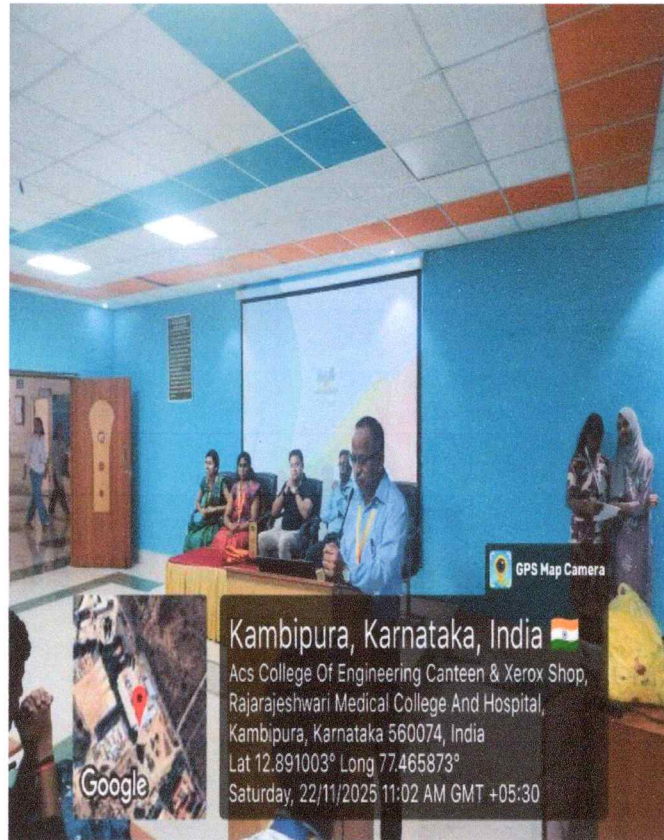 GPS Map Camera
Kambipura, Karnataka, India
Acs College Of Engineering Canteen & Xerox Shop,
Rajarajeshwari Medical College And Hospital,
Kambipura, Karnataka 560074, India
Lat 12.891003° Long 77.465873°
Saturday, 22/11/2025 11:02 AM GMT +05:30
Google